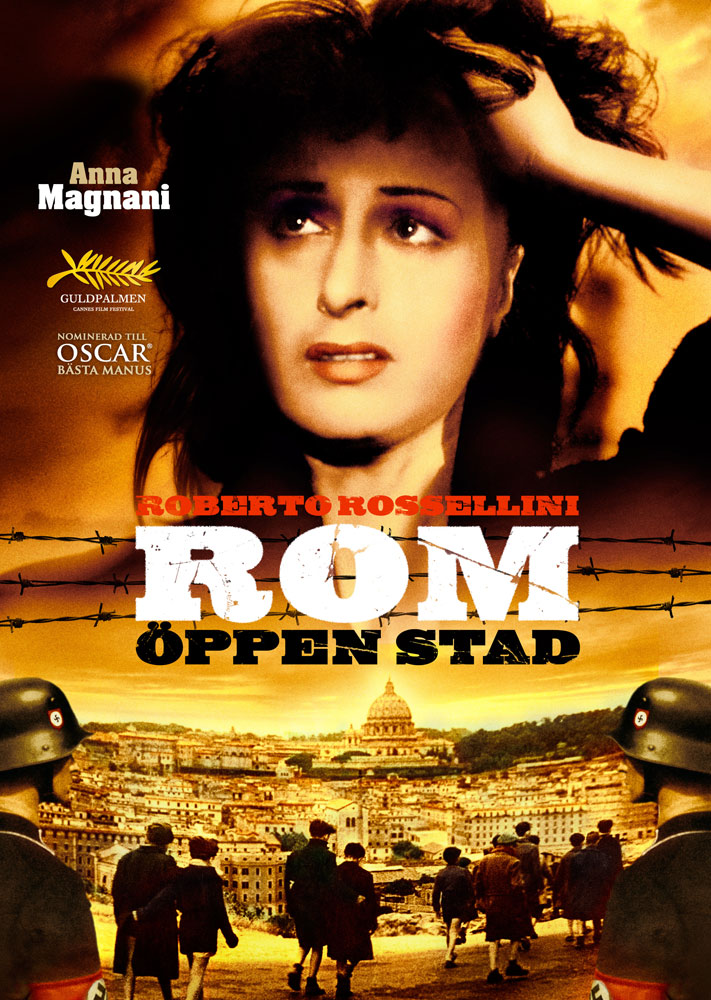 Anna
Magnani
GULDPALMEN
CANNES FILM FESTIVAL
NOMINERAD TILL
OSCAR®
BÄSTA MANUS
ROBERTO ROSSELLINI
ROM
ÖPPEN STAD